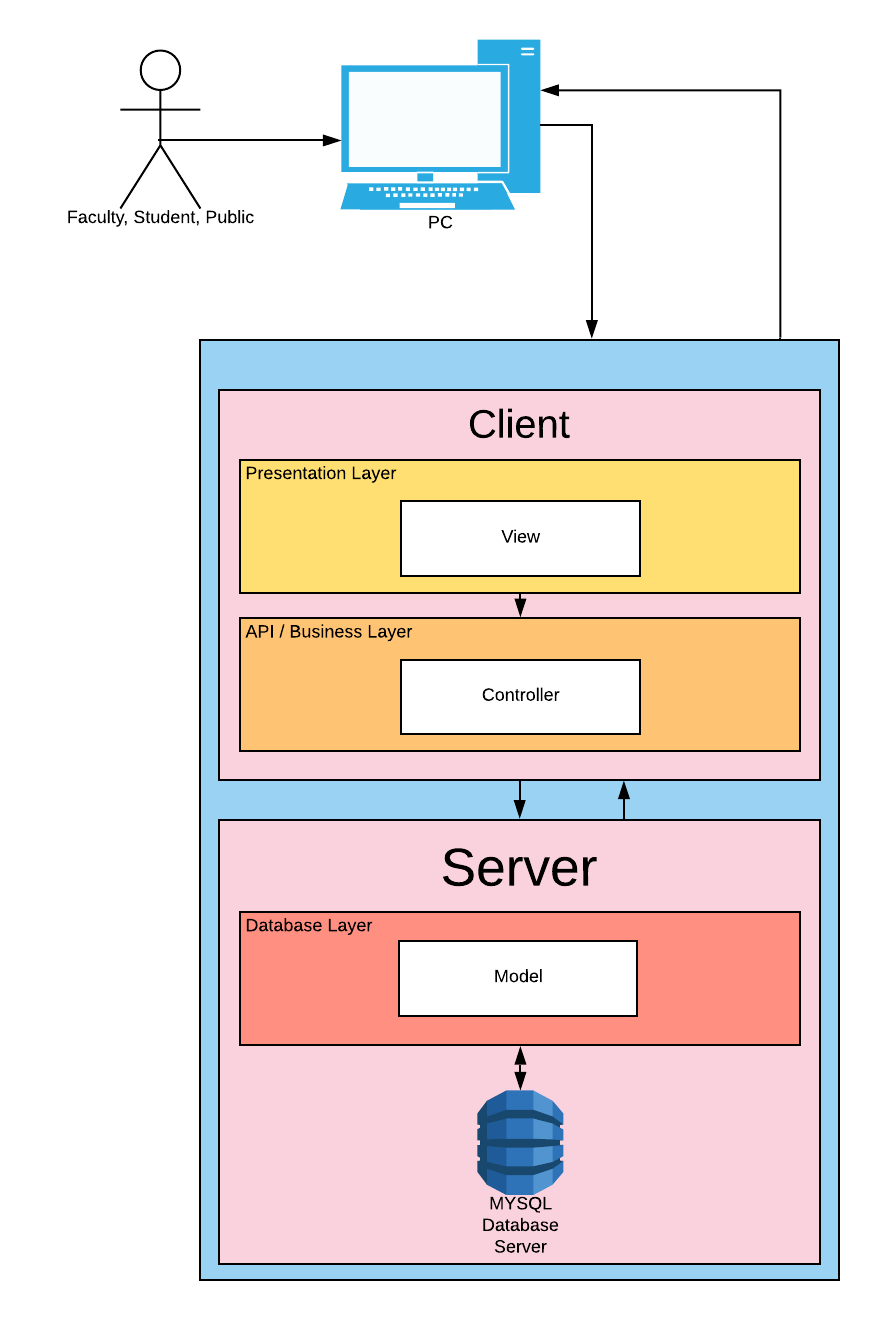 Faculty, Student, Public
PC
Client
Presentation Layer
View
API / Business Layer
Controller
Server
Database Layer
Model
MYSQL
Database
Server